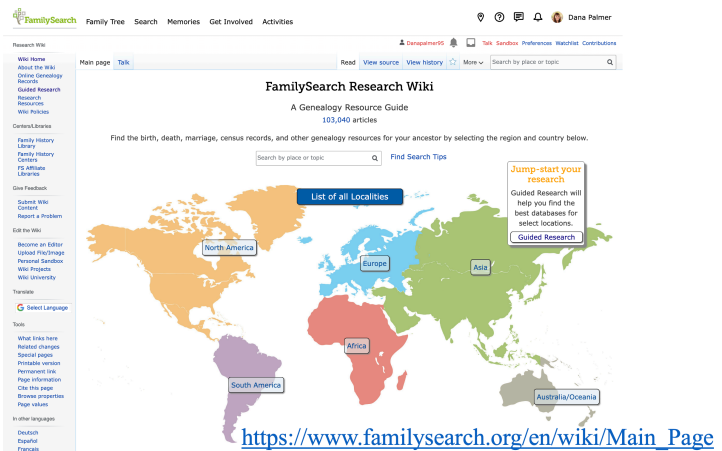 FamilySearch Family Tree Search Memories Get Involved Activities Dana Palmer
Danapalmer95 Talk Sandbox Preferences Watchlist Contributions
Research Wiki
Wiki Home
About the Wiki
Online Genealogy
Records
Guided Research
Research
Resources
Wiki Policies
Centers/Libraries
Family History
Library
Family History
Centers
FS Affiliate
Libraries
Give Feedback
Submit Wiki
Content
Report a Problem
Edit the Wiki
Become an Editor
Upload File/Image
Personal Sandbox
Wiki Projects
Wiki University
Translate
G Select Language
Tools
What links here
Related changes
Special pages
Printable version
Permanent link
Page information
Cite this page
Browse properties
Page values
In other languages
Deutsch
Español
Français
Main page Talk Read View source View history More Search by place or topic
FamilySearch Research Wiki
A Genealogy Resource Guide
103,040 articles
Find the birth, death, marriage, census records, and other genealogy resources for your ancestor by selecting the region and country below.
Search by place or topic Find Search Tips
Jump-start your
research
Guided Research will
help you find the
best databases for
select locations.
Guided Research
List of all Localities
North America
Europe
Asia
Africa
South America
Australia/Oceania
https://www.familysearch.org/en/wiki/Main_Page